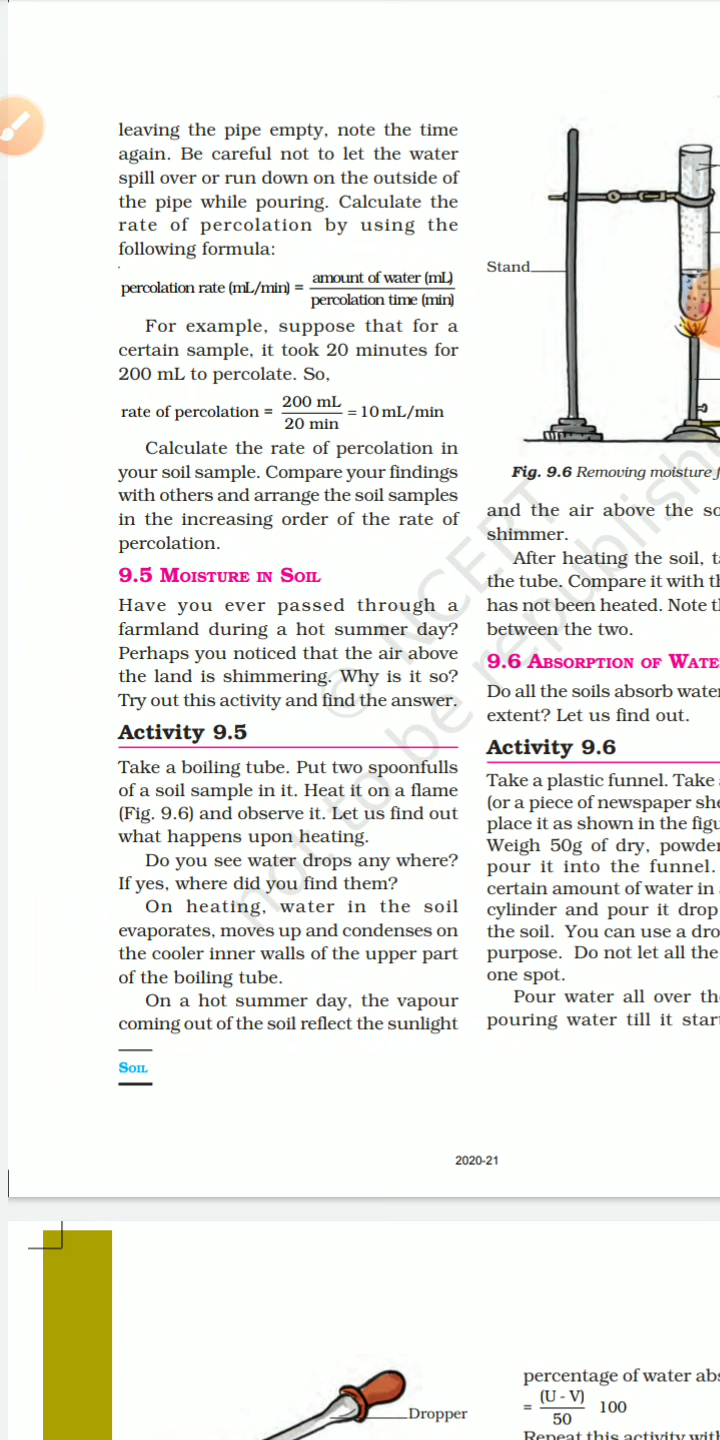 leaving the pipe empty, note the time
again. Be careful not to let the water
spill over or run down on the outside of
the pipe while pouring. Calculate the
rate of percolation by using the
following formula:
percolation rate (mL/min) = amount of water (mL)
percolation time (min)
For example, suppose that for a
certain sample, it took 20 minutes for
200 mL to percolate. So,
rate of percolation = 200 mL = 10 mL/min
20 min
Calculate the rate of percolation in
your soil sample. Compare your findings
with others and arrange the soil samples
in the increasing order of the rate of
percolation.
9.5 MOISTURE IN SOIL
Have you ever passed through a
farmland during a hot summer day?
Perhaps you noticed that the air above
the land is shimmering. Why is it so?
Try out this activity and find the answer.
Activity 9.5
Take a boiling tube. Put two spoonfulls
of a soil sample in it. Heat it on a flame
(Fig. 9.6) and observe it. Let us find out
what happens upon heating.
Do you see water drops any where?
If yes, where did you find them?
On heating, water in the soil
evaporates, moves up and condenses on
the cooler inner walls of the upper part
of the boiling tube.
On a hot summer day, the vapour
coming out of the soil reflect the sunlight
SOIL
Stand
Fig. 9.6 Removing moisture
and the air above the
shimmer.
After heating the soil,
the tube. Compare it with
has not been heated. Note
between the two.
9.6 ABSORPTION OF
Do all the soils absorb water
extent? Let us find out.
Activity 9.6
Take a plastic funnel. Take
(or a piece of newspaper
place it as shown in the
Weigh 50g of dry,
pour it into the funnel.
certain amount of water in
cylinder and pour it drop
the soil. You can use a
purpose. Do not let all the
one spot.
Pour water all over
pouring water till it
© NCERT
not to be republished
2020-21
Dropper
percentage of water
= (U - V) 100
50
Repeat this activity